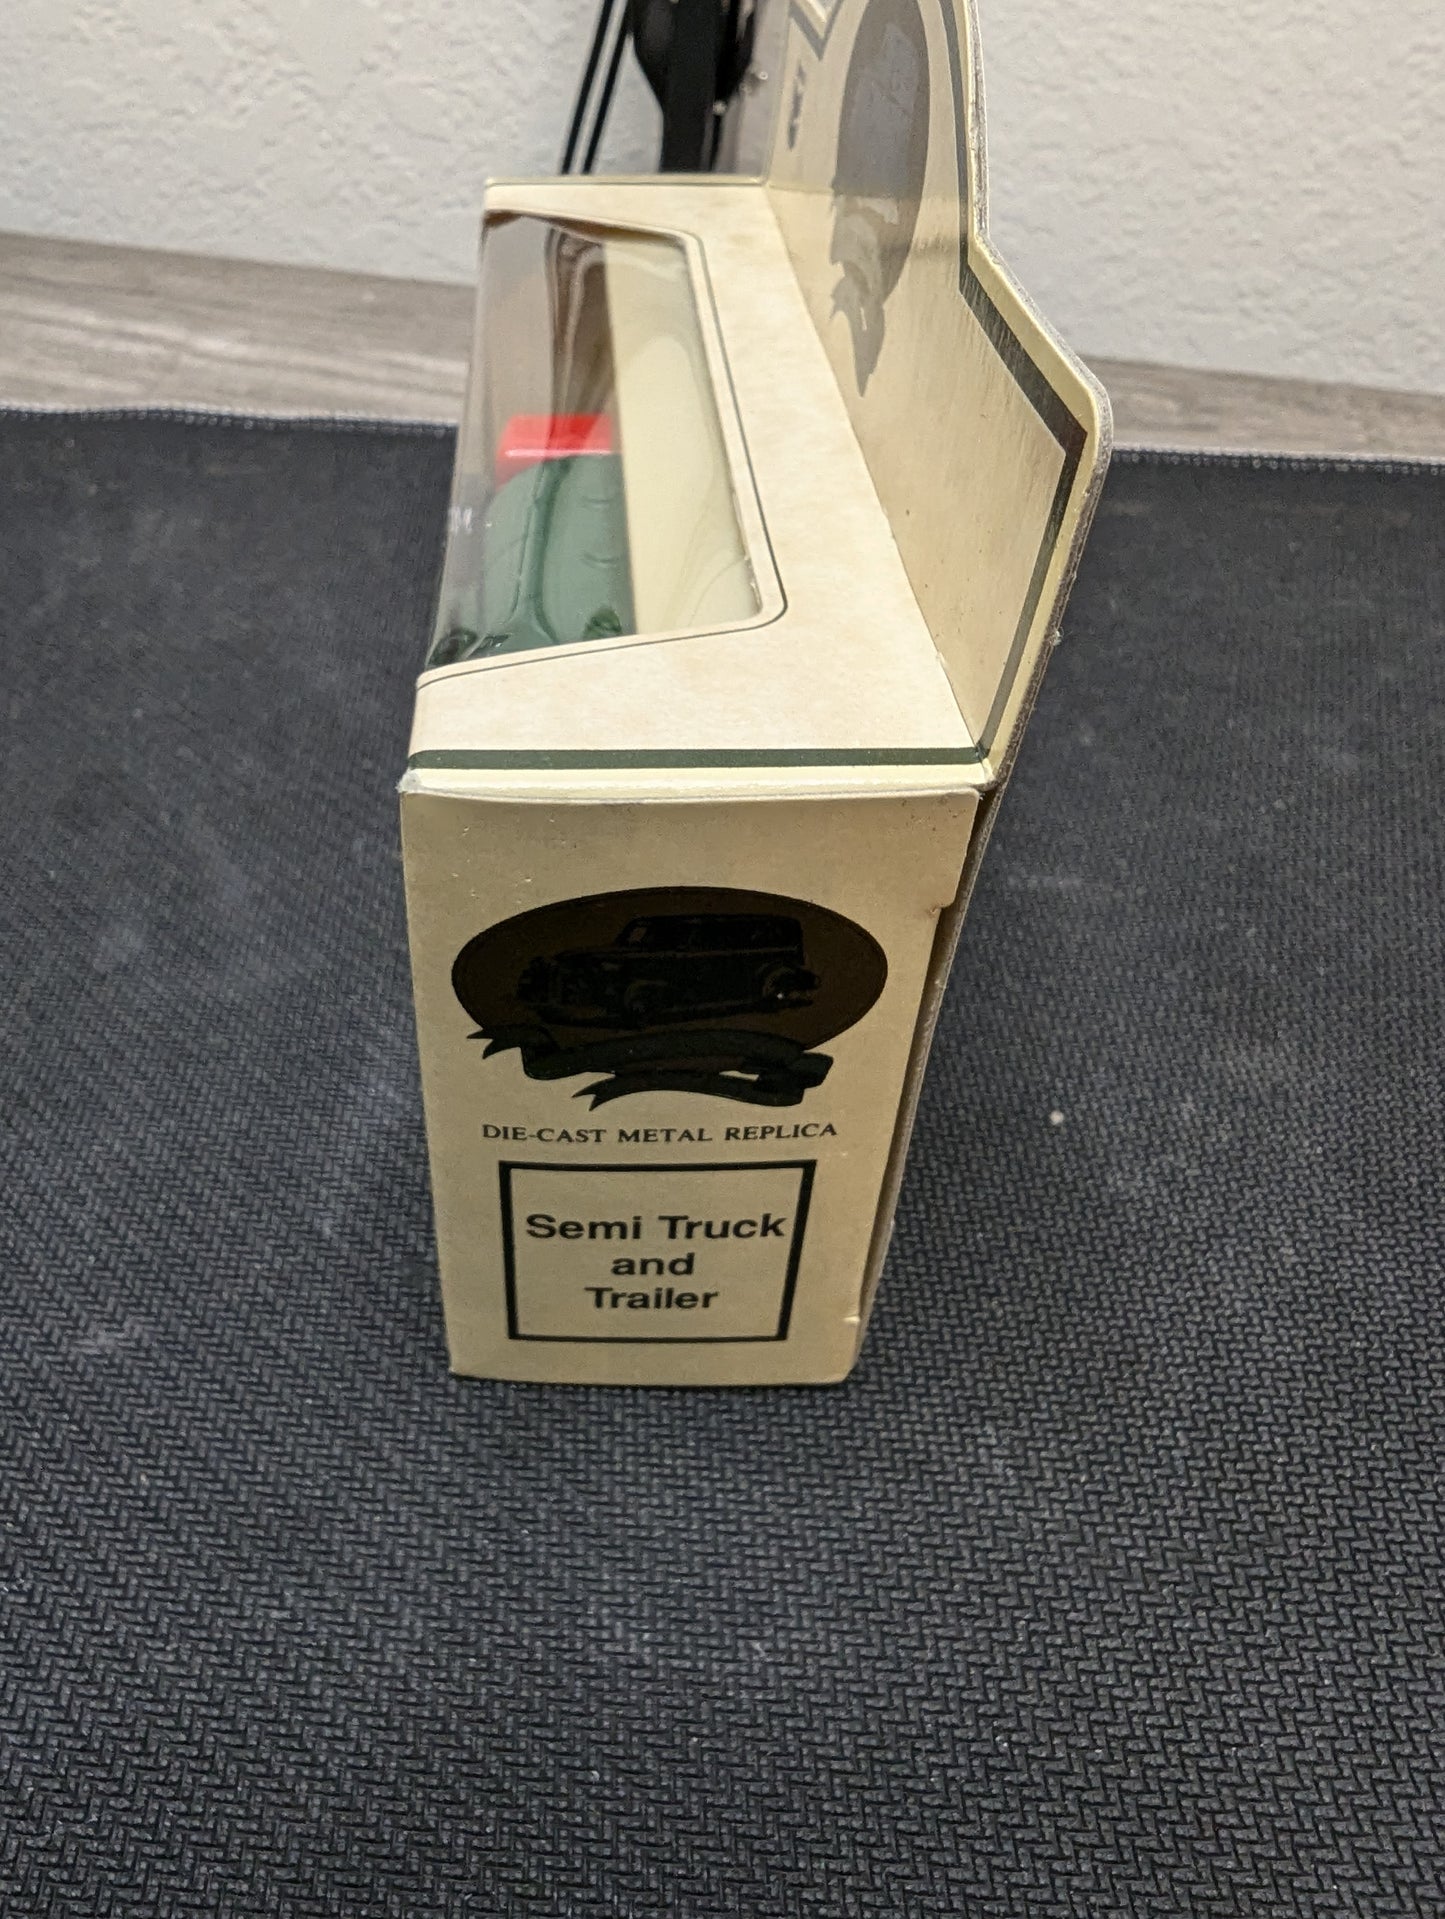 DIE-CAST METAL REPLICA
Semi Truck
and
Trailer